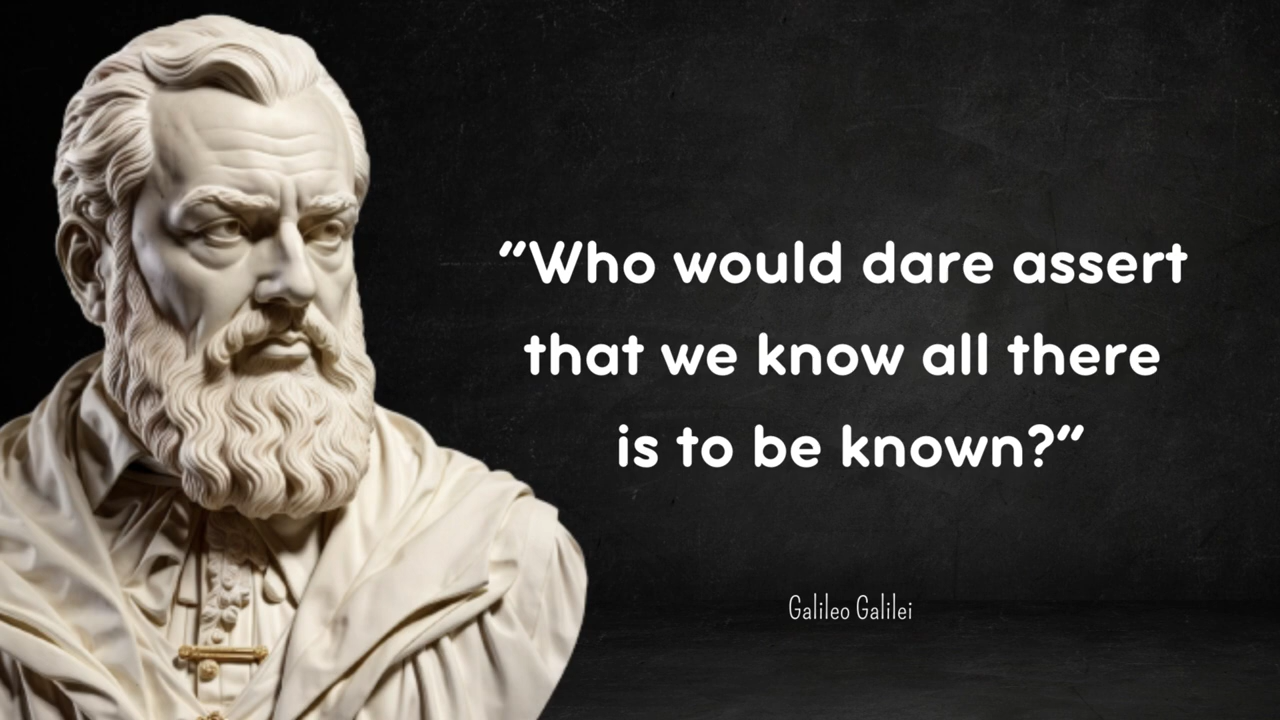 “Who would dare assert
that we know all there
is to be known?”
Galileo Galilei